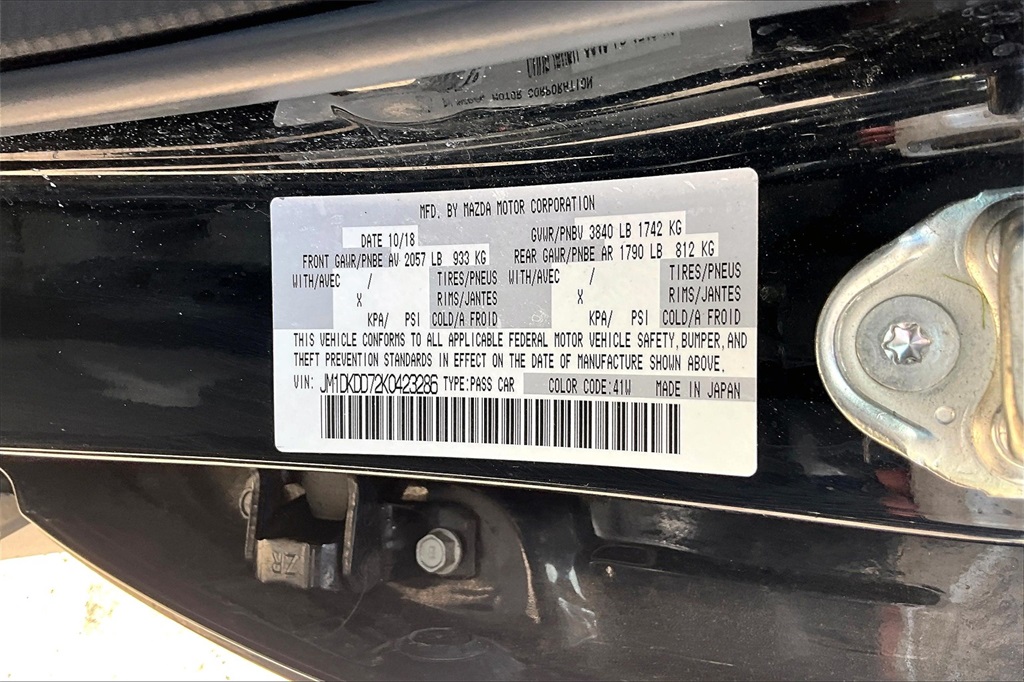 MFD. BY MAZDA MOTOR CORPORATION
DATE 10/18 GVWR/PNBV 3840 LB 1742 KG
FRONT GAWR/PNBE AV 2057 LB 933 KG REAR GAWR/PNBE AR 1790 LB 812 KG
WITH/AVEC / TIRES/PNEUS WITH/AVEC / TIRES/PNEUS
X RIMS/JANTES X RIMS/JANTES
KPA/ PSI COLD/A FROID KPA/ PSI COLD/A FROID
THIS VEHICLE CONFORMS TO ALL APPLICABLE FEDERAL MOTOR VEHICLE SAFETY, BUMPER, AND
THEFT PREVENTION STANDARDS IN EFFECT ON THE DATE OF MANUFACTURE SHOWN ABOVE.
VIN: JM1DKDD72K0423286 TYPE:PASS CAR COLOR CODE:41W MADE IN JAPAN
ZR